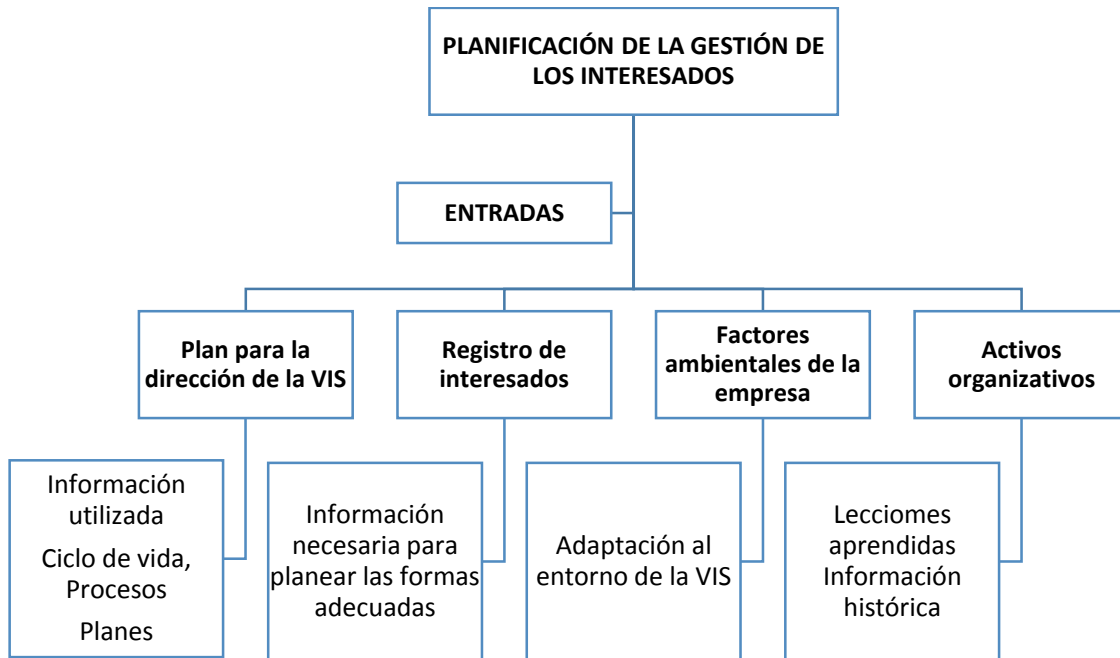 PLANIFICACIÓN DE LA GESTIÓN DE
LOS INTERESADOS
ENTRADAS
Plan para la
dirección de la VIS
Registro de
interesados
Factores
ambientales de la
empresa
Activos
organizativos
Información
utilizada
Ciclo de vida,
Procesos
Planes
Información
necesaria para
planear las formas
adecuadas
Adaptación al
entorno de la VIS
Lecciomes
aprendidas
Información
histórica